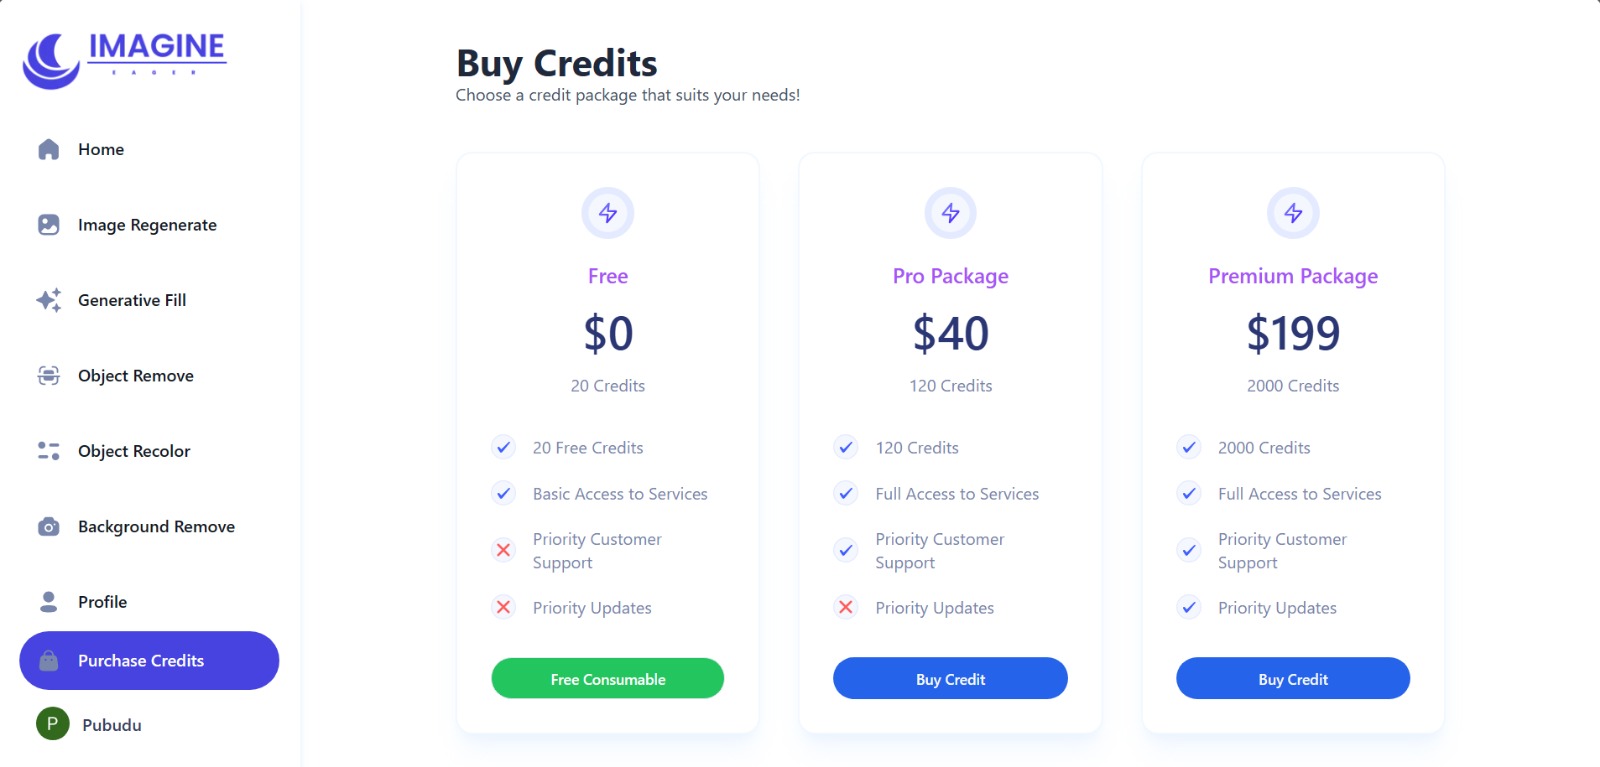 IMAGINE
EAGER
Home
Image Regenerate
Generative Fill
Object Remove
Object Recolor
Background Remove
Profile
Purchase Credits
P
Pubudu
Buy Credits
Choose a credit package that suits your needs!
Free
$0
20 Credits
20 Free Credits
Basic Access to Services
Priority Customer
Support
Priority Updates
Free Consumable
Pro Package
$40
120 Credits
120 Credits
Full Access to Services
Priority Customer
Support
Priority Updates
Buy Credit
Premium Package
$199
2000 Credits
2000 Credits
Full Access to Services
Priority Customer
Support
Priority Updates
Buy Credit